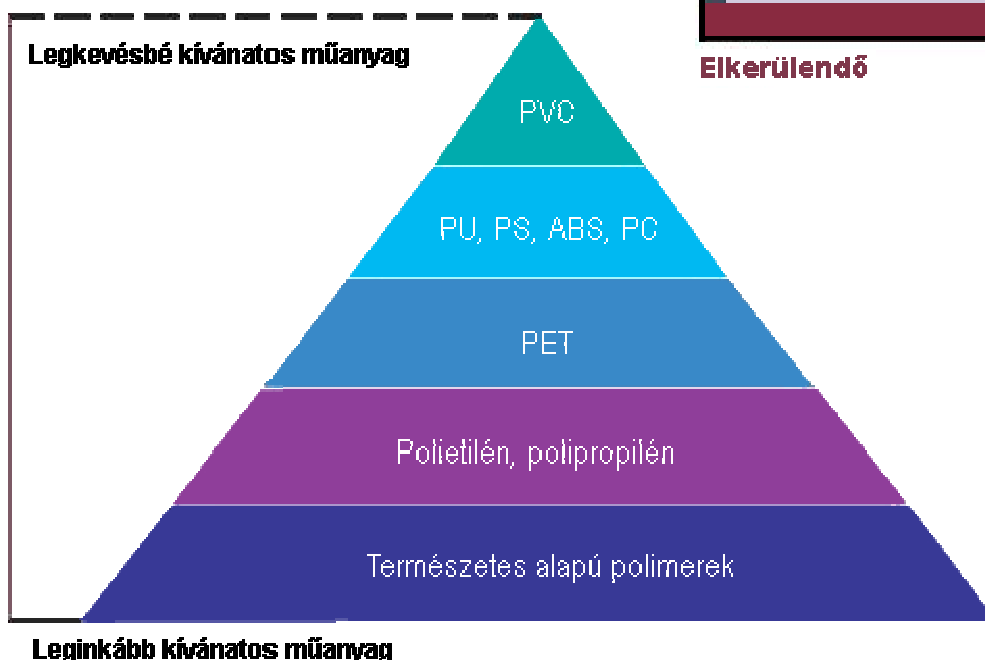 Legkevésbé kívánatos műanyag
Elkerülendő
PVC
PU, PS, ABS, PC
PET
Polietilén, polipropilén
Természetes alapú polimerek
Leginkább kívánatos műanyag